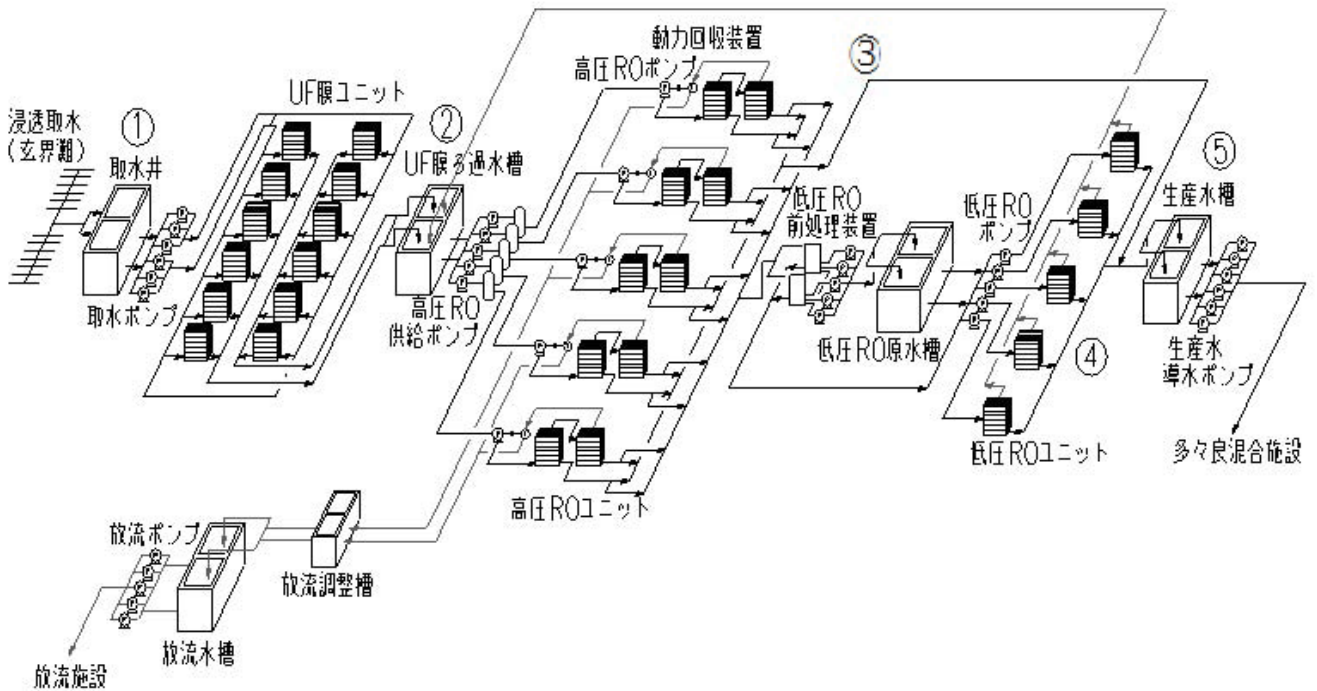 動力回収装置
高圧ROポンプ
③
UF膜ユニット
浸透取水
(玄界灘)
①
取水井
②
UF膜ろ過水槽
⑤
生産水槽
低圧RO
前処理装置
低圧RO
ポンプ
取水ポンプ
高圧RO
供給ポンプ
低圧RO原水槽
④
生産水
導水ポンプ
低圧ROユニット
多々良混合施設
高圧ROユニット
放流ポンプ
放流調整槽
放流水槽
放流施設